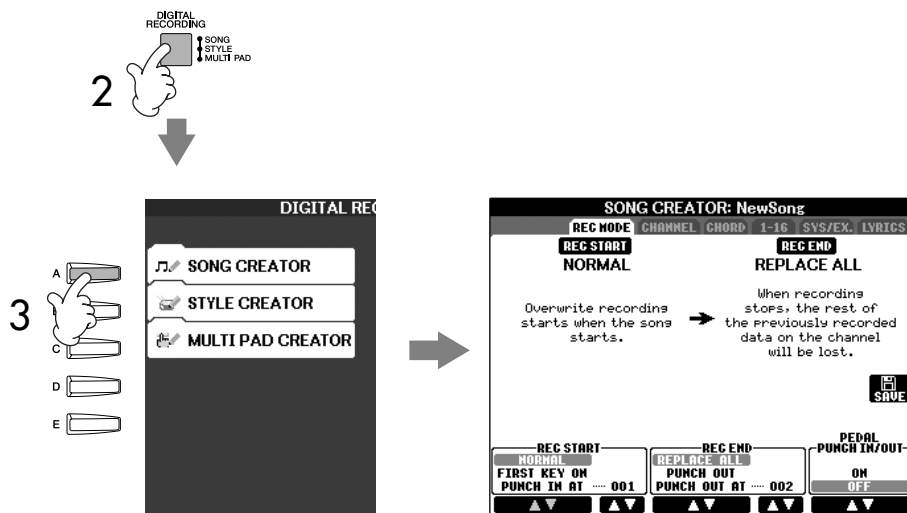 DIGITAL
RECORDING
SONG
STYLE
MULTI PAD
2
3
A
C
D
E
DIGITAL REC
SONG CREATOR
STYLE CREATOR
MULTI PAD CREATOR
SONG CREATOR: NewSong
REC MODE CHANNEL CHORD 1-16 SYS/EX. LYRICS
REC START
NORMAL
Overwrite recording
starts when the song
starts.
REC END
REPLACE ALL
When recording
stops, the rest of
the previously recorded
data on the channel
will be lost.
SAVE
REC START
NORMAL
FIRST KEY ON
PUNCH IN AT ···· 001
REC END
REPLACE ALL
PUNCH OUT
PUNCH OUT AT ···· 002
PEDAL
PUNCH IN/OUT
ON
OFF